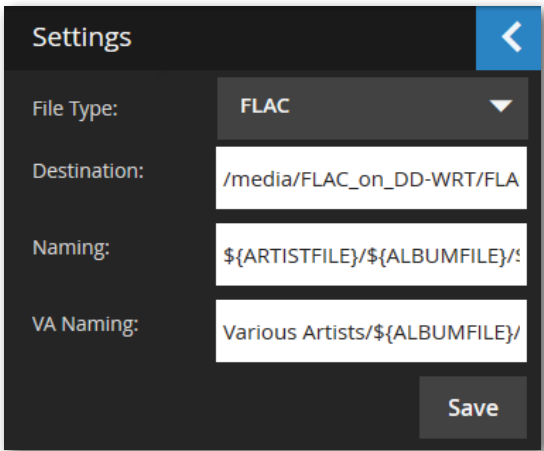 Settings
File Type:
FLAC
Destination:
/media/FLAC_on_DD-WRT/FLA
Naming:
${ARTISTFILE}/${ALBUMFILE}/$
VA Naming:
Various Artists/${ALBUMFILE}/
Save